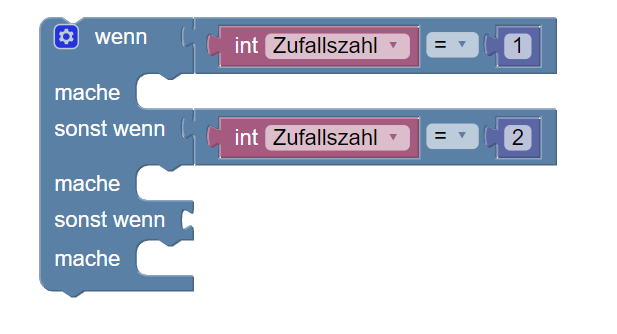 wenn int Zufallszahl = 1
mache
sonst wenn int Zufallszahl = 2
mache
sonst wenn
mache